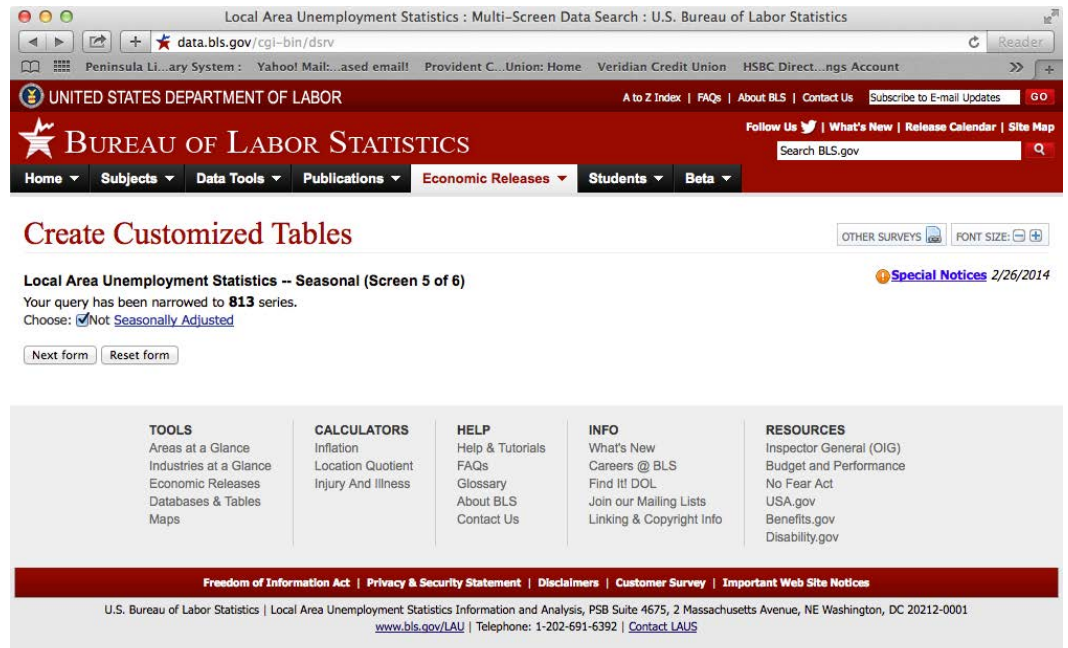 Local Area Unemployment Statistics : Multi-Screen Data Search : U.S. Bureau of Labor Statistics
data.bls.gov/cgi-bin/dsrv
Reader
Peninsula Li...ary System : Yahoo! Mail:...ased email! Provident C...Union: Home Veridian Credit Union HSBC Direct...ngs Account >>
UNITED STATES DEPARTMENT OF LABOR
A to Z Index | FAQs | About BLS | Contact Us Subscribe to E-mail Updates GO
Follow Us | What's New | Release Calendar | Site Map
BUREAU OF LABOR STATISTICS
Search BLS.gov
Home Subjects Data Tools Publications Economic Releases Students Beta
Create Customized Tables
OTHER SURVEYS FONT SIZE:
Local Area Unemployment Statistics -- Seasonal (Screen 5 of 6)
Special Notices 2/26/2014
Your query has been narrowed to 813 series.
Choose: Not Seasonally Adjusted
Next form Reset form
TOOLS
Areas at a Glance
Industries at a Glance
Economic Releases
Databases & Tables
Maps
CALCULATORS
Inflation
Location Quotient
Injury And Illness
HELP
Help & Tutorials
FAQs
Glossary
About BLS
Contact Us
INFO
What's New
Careers @ BLS
Find It! DOL
Join our Mailing Lists
Linking & Copyright Info
RESOURCES
Inspector General (OIG)
Budget and Performance
No Fear Act
USA.gov
Benefits.gov
Disability.gov
Freedom of Information Act | Privacy & Security Statement | Disclaimers | Customer Survey | Important Web Site Notices
U.S. Bureau of Labor Statistics | Local Area Unemployment Statistics Information and Analysis, PSB Suite 4675, 2 Massachusetts Avenue, NE Washington, DC 20212-0001
www.bls.gov/LAU | Telephone: 1-202-691-6392 | Contact LAUS